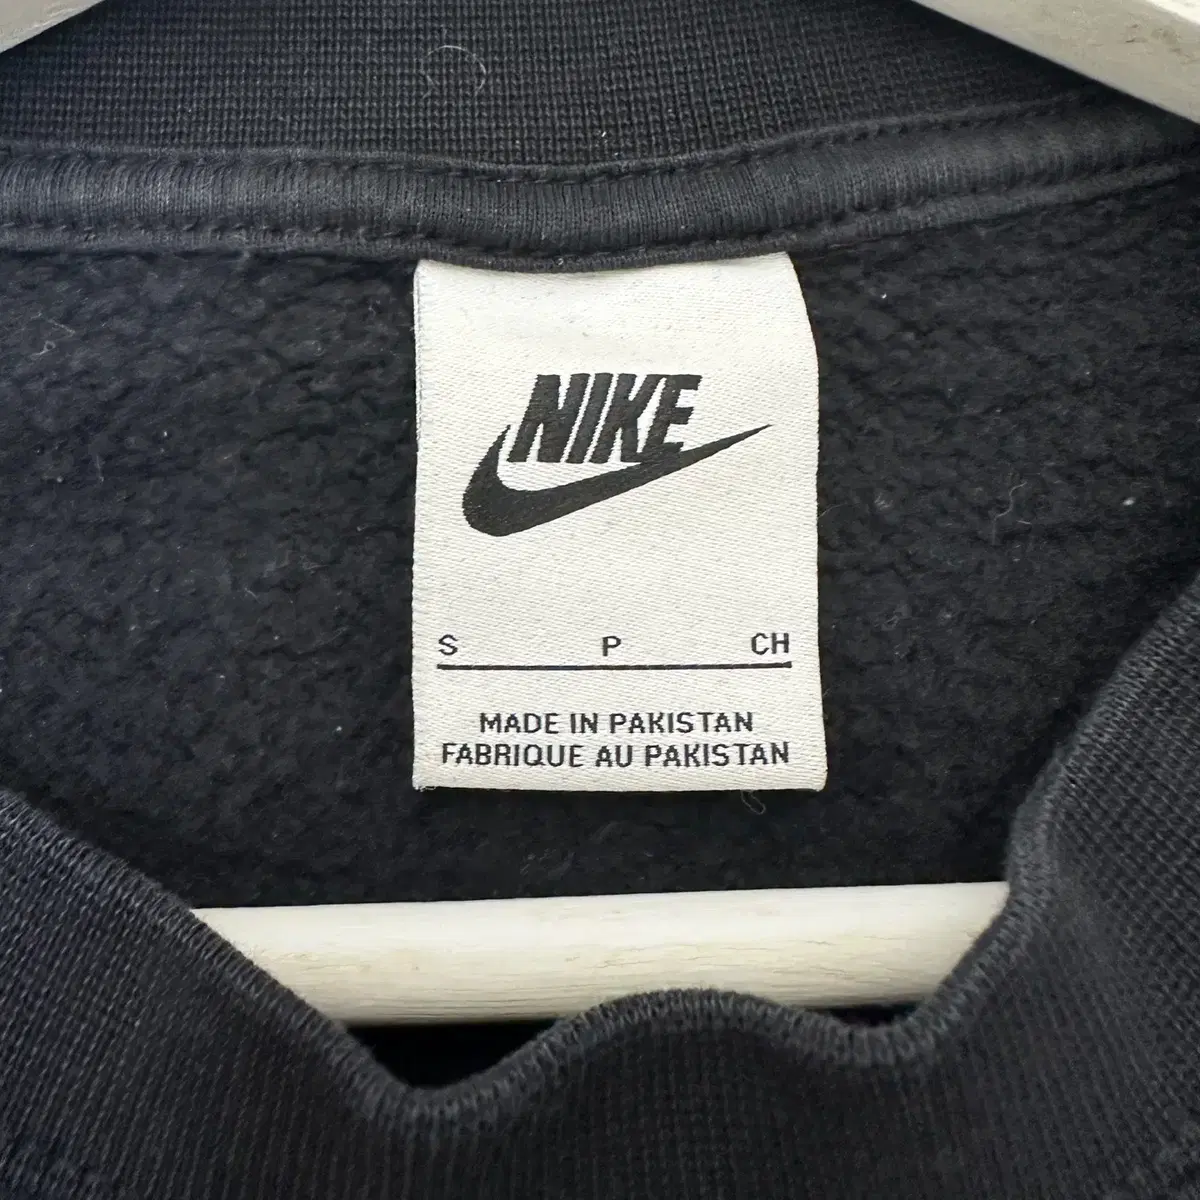 NIKE
S P CH
MADE IN PAKISTAN
FABRIQUE AU PAKISTAN